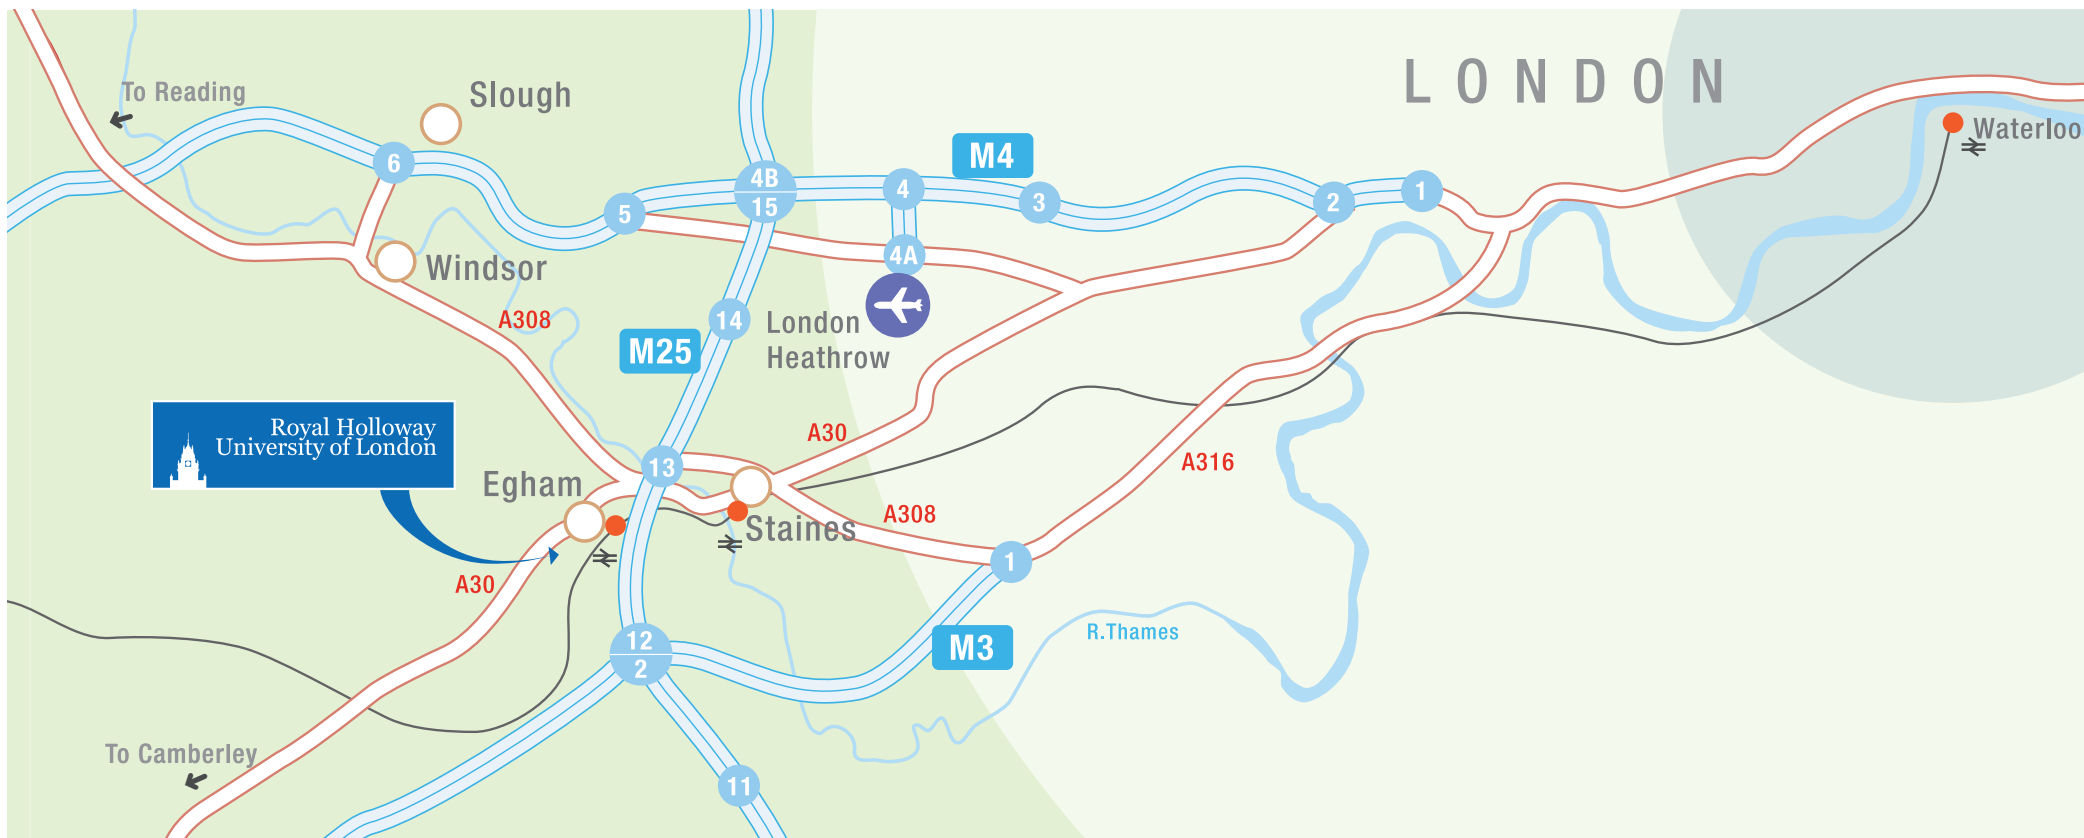 LONDON
To Reading
Slough
M4
Waterloo
6
4B
15
4
3
2
1
5
4A
Windsor
A308
14
London
Heathrow
M25
Royal Holloway
University of London
A30
A316
13
Egham
A308
Staines
1
A30
R.Thames
12
2
M3
To Camberley
11